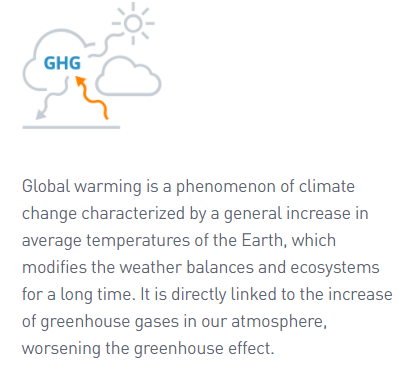 GHG
Global warming is a phenomenon of climate
change characterized by a general increase in
average temperatures of the Earth, which
modifies the weather balances and ecosystems
for a long time. It is directly linked to the increase
of greenhouse gases in our atmosphere,
worsening the greenhouse effect.